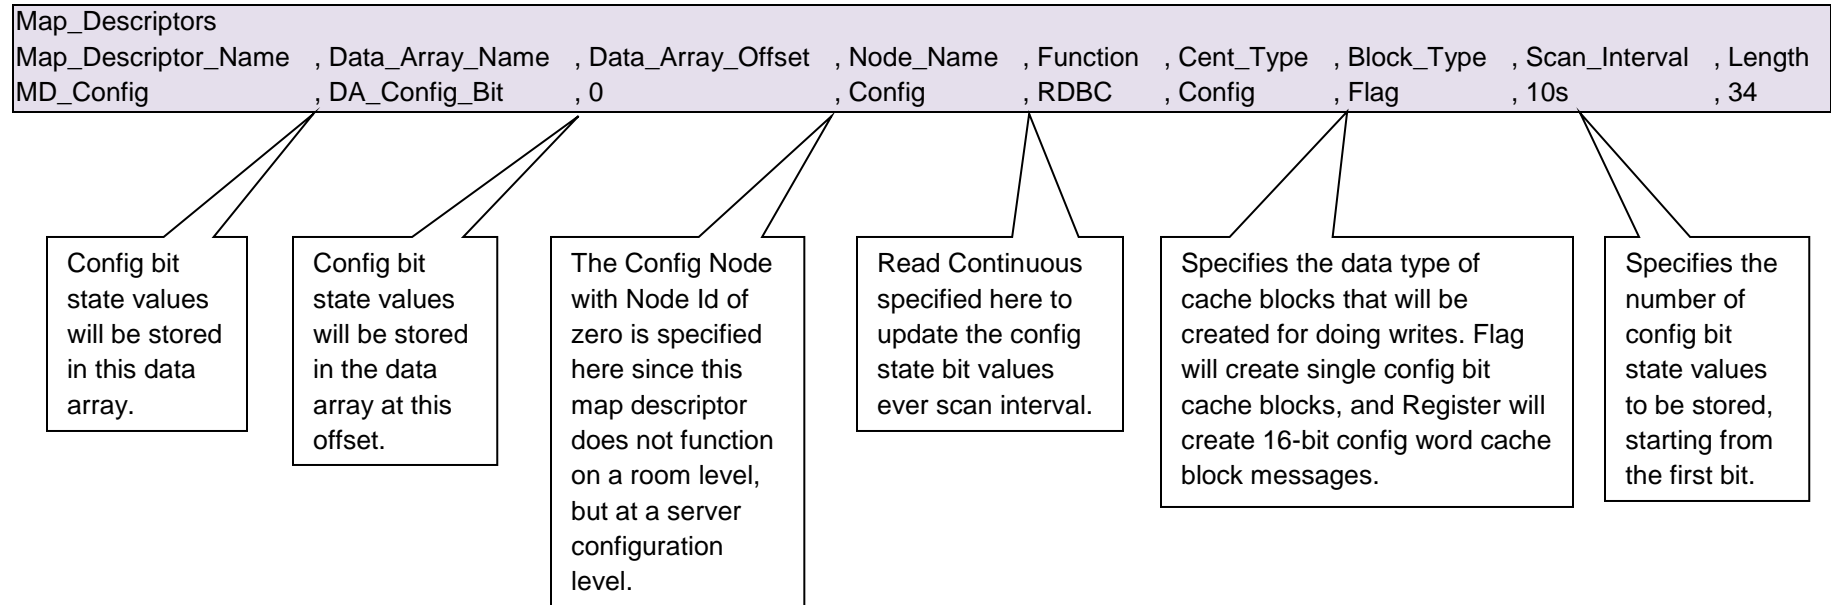 Map_Descriptors
Map_Descriptor_Name , Data_Array_Name , Data_Array_Offset , Node_Name , Function , Cent_Type , Block_Type , Scan_Interval , Length
MD_Config , DA_Config_Bit , 0 , Config , RDBC , Config , Flag , 10s , 34
Config bit
state values
will be stored
in this data
array.
Config bit
state values
will be stored
in the data
array at this
offset.
The Config Node
with Node Id of
zero is specified
here since this
map descriptor
does not function
on a room level,
but at a server
configuration
level.
Read Continuous
specified here to
update the config
state bit values
ever scan interval.
Specifies the data type of
cache blocks that will be
created for doing writes. Flag
will create single config bit
cache blocks, and Register will
create 16-bit config word cache
block messages.
Specifies the
number of
config bit
state values
to be stored,
starting from
the first bit.